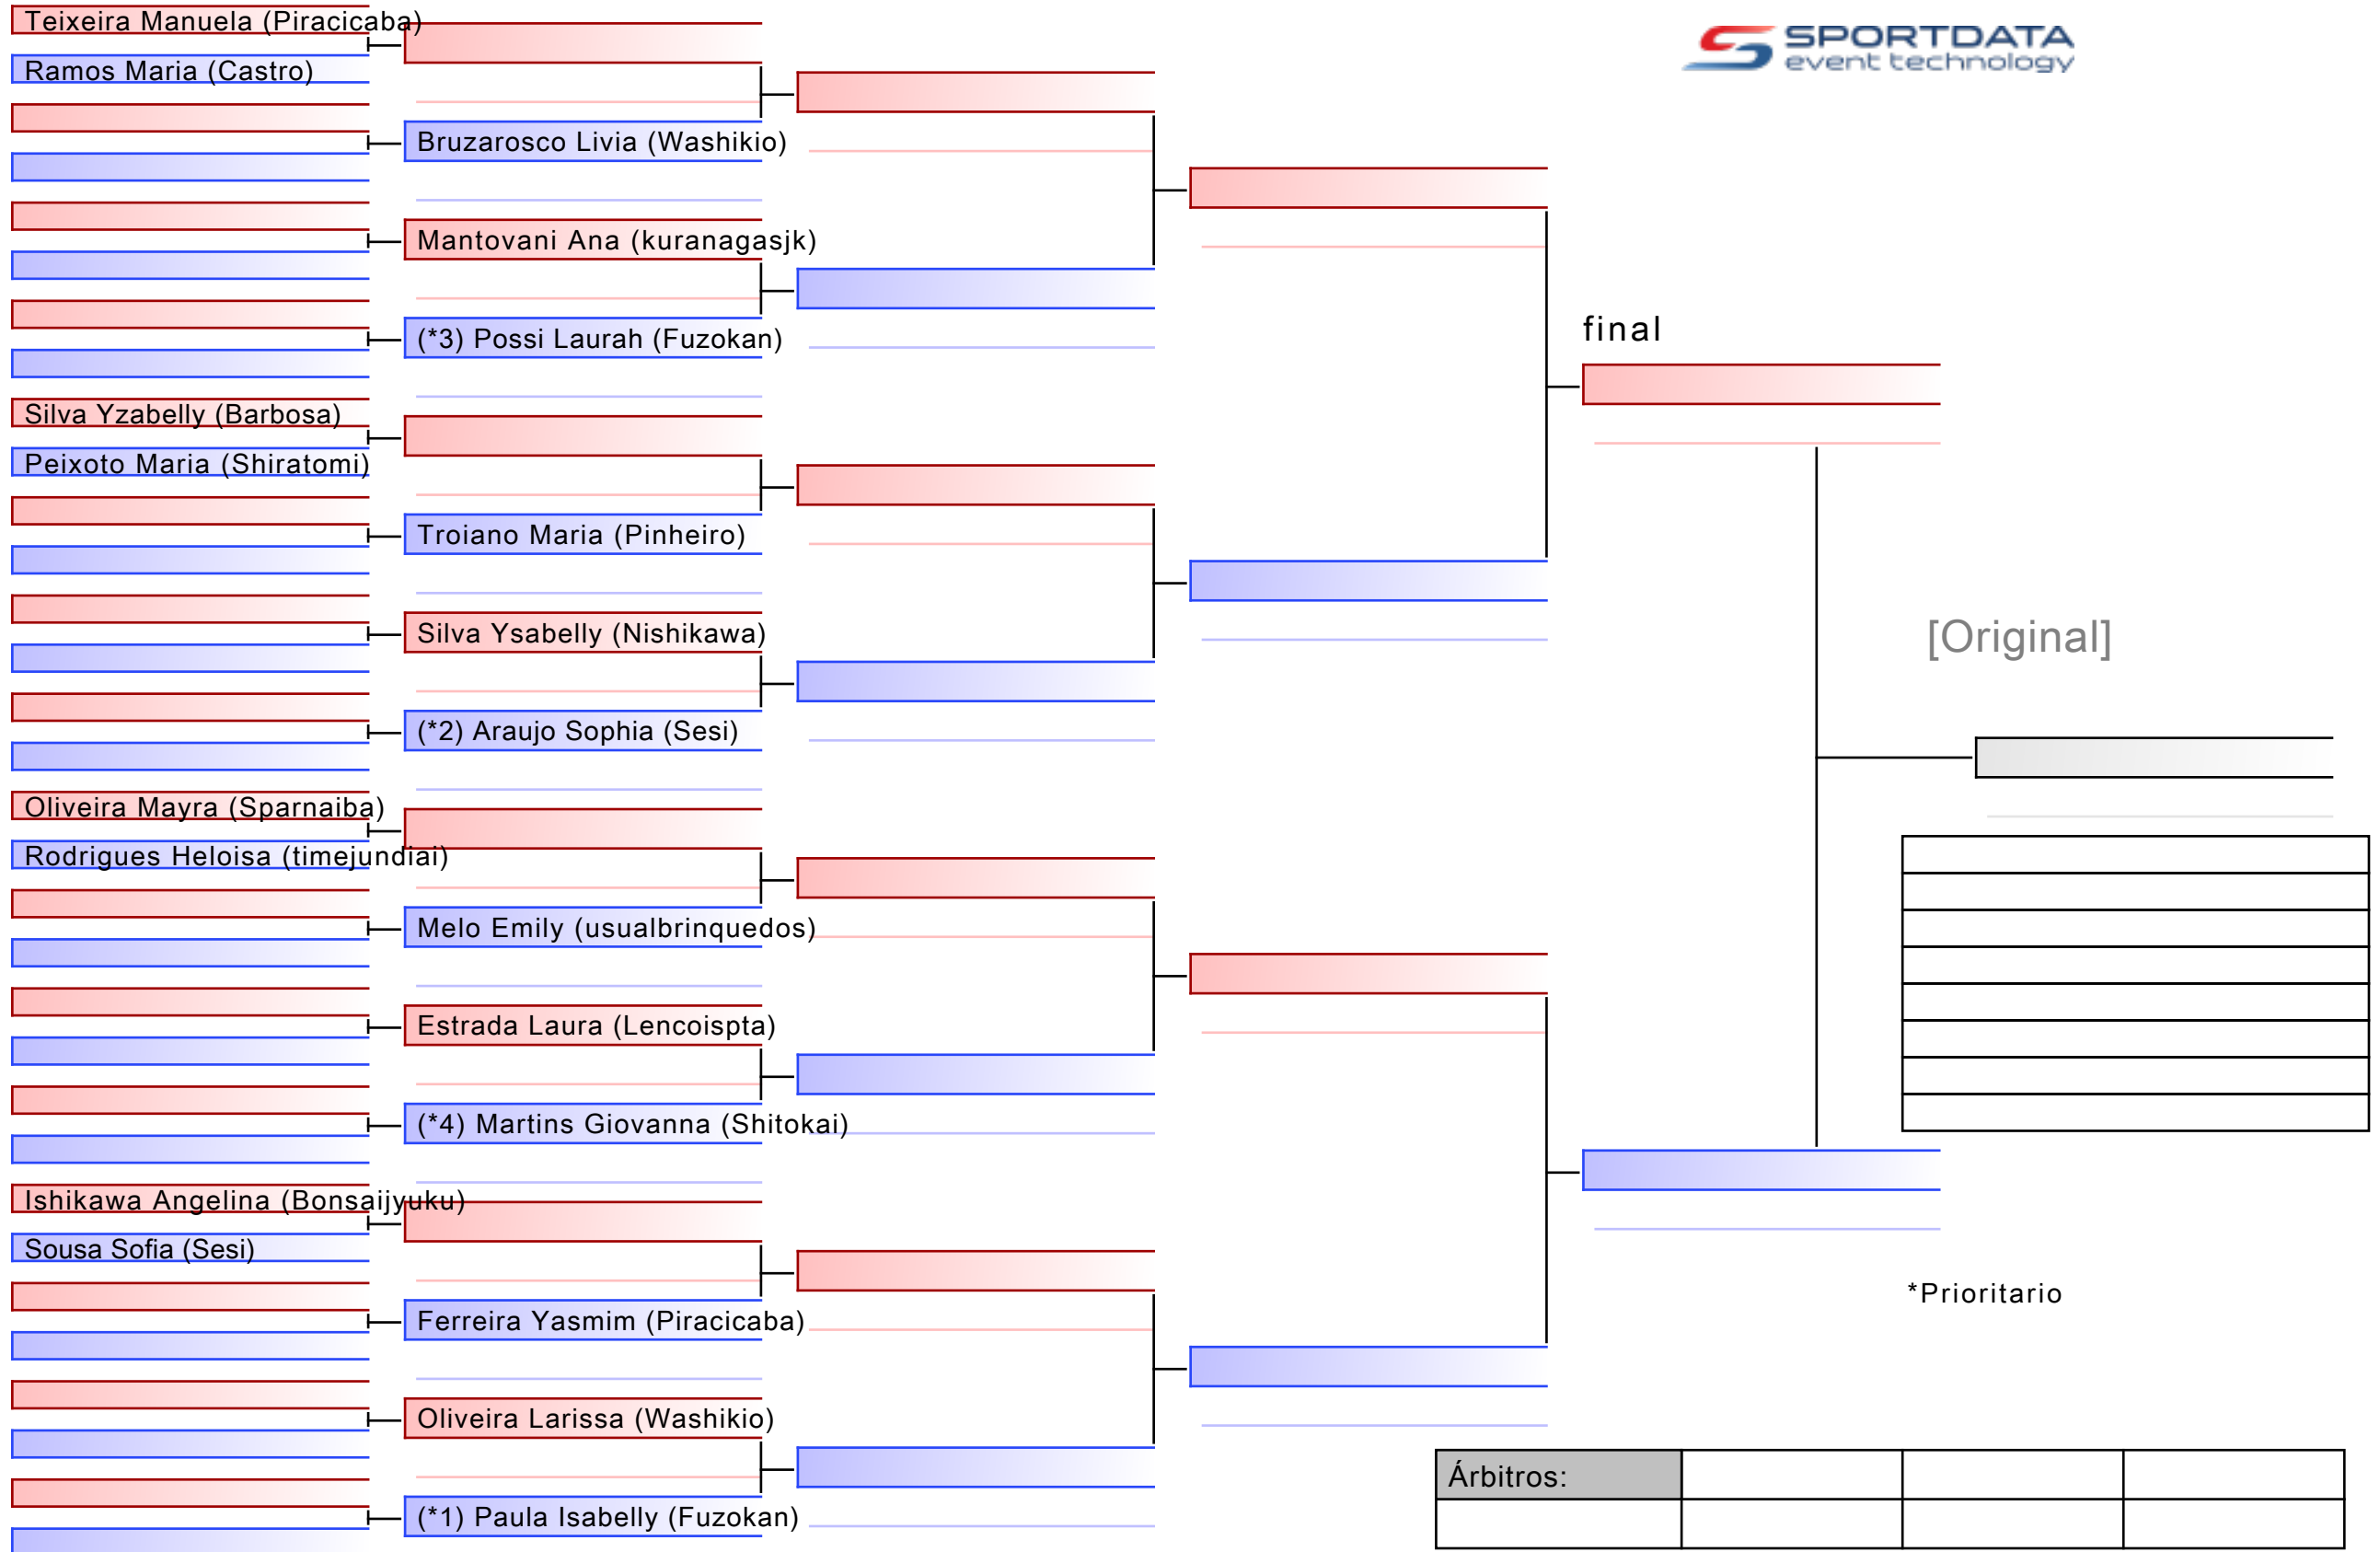 Teixeira Manuela (Piracicaba)
Ramos Maria (Castro)
Bruzarosco Livia (Washikio)
Mantovani Ana (kuranagasjk)
(*3) Possi Laurah (Fuzokan)
Silva Yzabelly (Barbosa)
Peixoto Maria (Shiratomi)
Troiano Maria (Pinheiro)
Silva Ysabelly (Nishikawa)
(*2) Araujo Sophia (Sesi)
Oliveira Mayra (Sparnaiba)
Rodrigues Heloisa (timejundiai)
Melo Emily (usualbrinquedos)
Estrada Laura (Lencoispta)
(*4) Martins Giovanna (Shitokai)
Ishikawa Angelina (Bonsaijyuku)
Sousa Sofia (Sesi)
Ferreira Yasmim (Piracicaba)
Oliveira Larissa (Washikio)
(*1) Paula Isabelly (Fuzokan)
SPORTDATA
event technology
final
[Original]
*Prioritario
Árbitros: